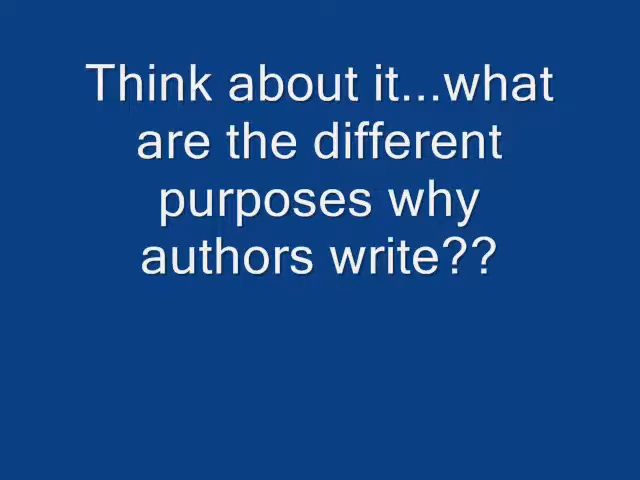 Think about it...what
are the different
purposes why
authors write??